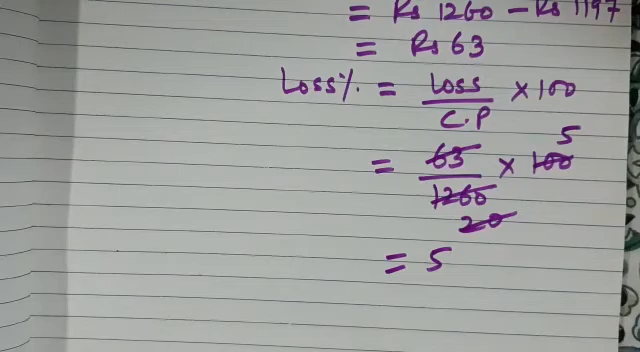 = Rs 1260 - Rs 1197
= Rs 63
Loss% = Loss/C.P × 100
5
= 63/1260 × 100
20
= 5